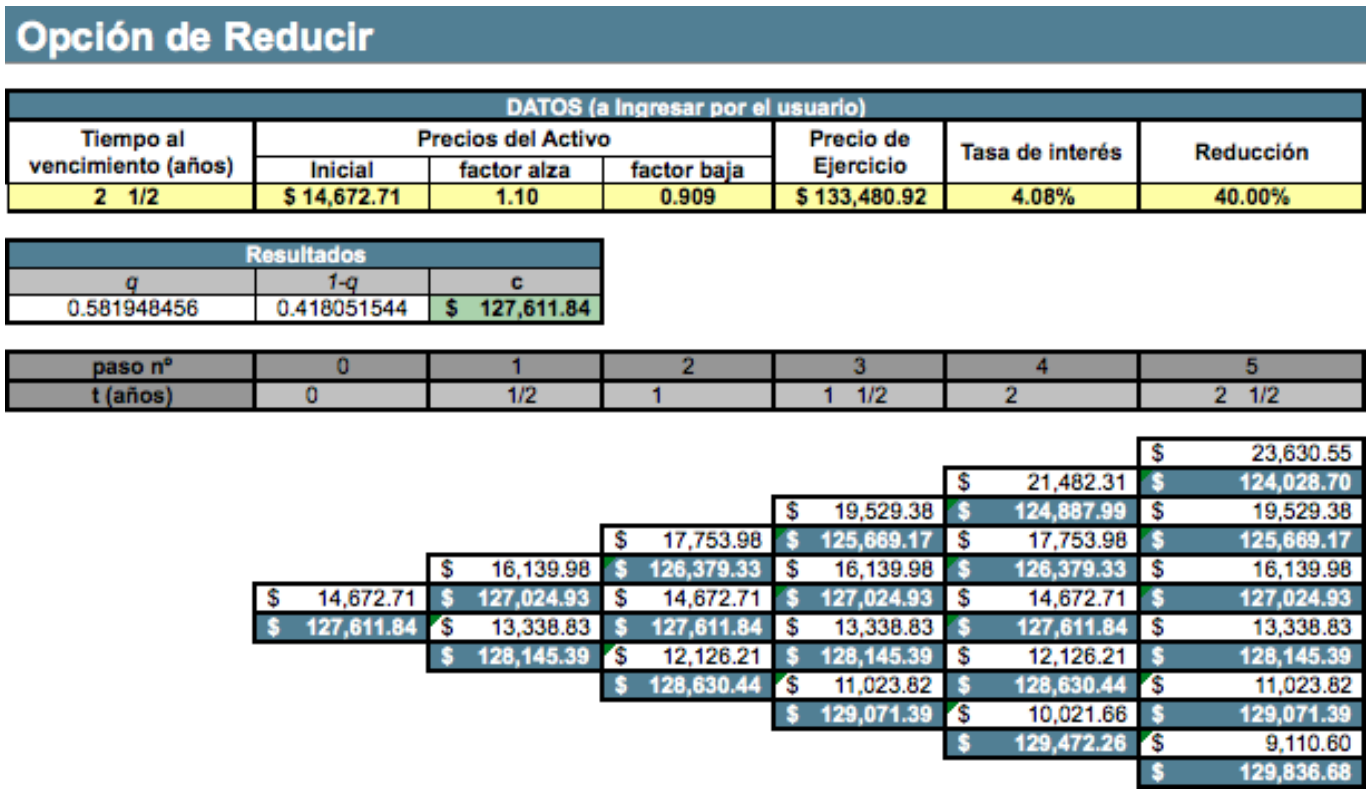 Opción de Reducir
DATOS (a Ingresar por el usuario)
Tiempo al vencimiento (años) Precios del Activo Precio de Ejercicio Tasa de interés Reducción
Inicial factor alza factor baja
2 1/2 $ 14,672.71 1.10 0.909 $ 133,480.92 4.08% 40.00%
Resultados
q 1-q c
0.581948456 0.418051544 $ 127,611.84
paso nº 0 1 2 3 4 5
t (años) 0 1/2 1 1 1/2 2 2 1/2
$ 23,630.55
$ 21,482.31 $ 124,028.70
$ 19,529.38 $ 124,887.99 $ 19,529.38
$ 17,753.98 $ 125,669.17 $ 17,753.98 $ 125,669.17
$ 16,139.98 $ 126,379.33 $ 16,139.98 $ 126,379.33 $ 16,139.98
$ 14,672.71 $ 127,024.93 $ 14,672.71 $ 127,024.93 $ 14,672.71 $ 127,024.93
$ 127,611.84 $ 13,338.83 $ 127,611.84 $ 13,338.83 $ 127,611.84 $ 13,338.83
$ 128,145.39 $ 12,126.21 $ 128,145.39 $ 12,126.21 $ 128,145.39
$ 128,630.44 $ 11,023.82 $ 128,630.44 $ 11,023.82
$ 129,071.39 $ 10,021.66 $ 129,071.39
$ 129,472.26 $ 9,110.60
$ 129,836.68